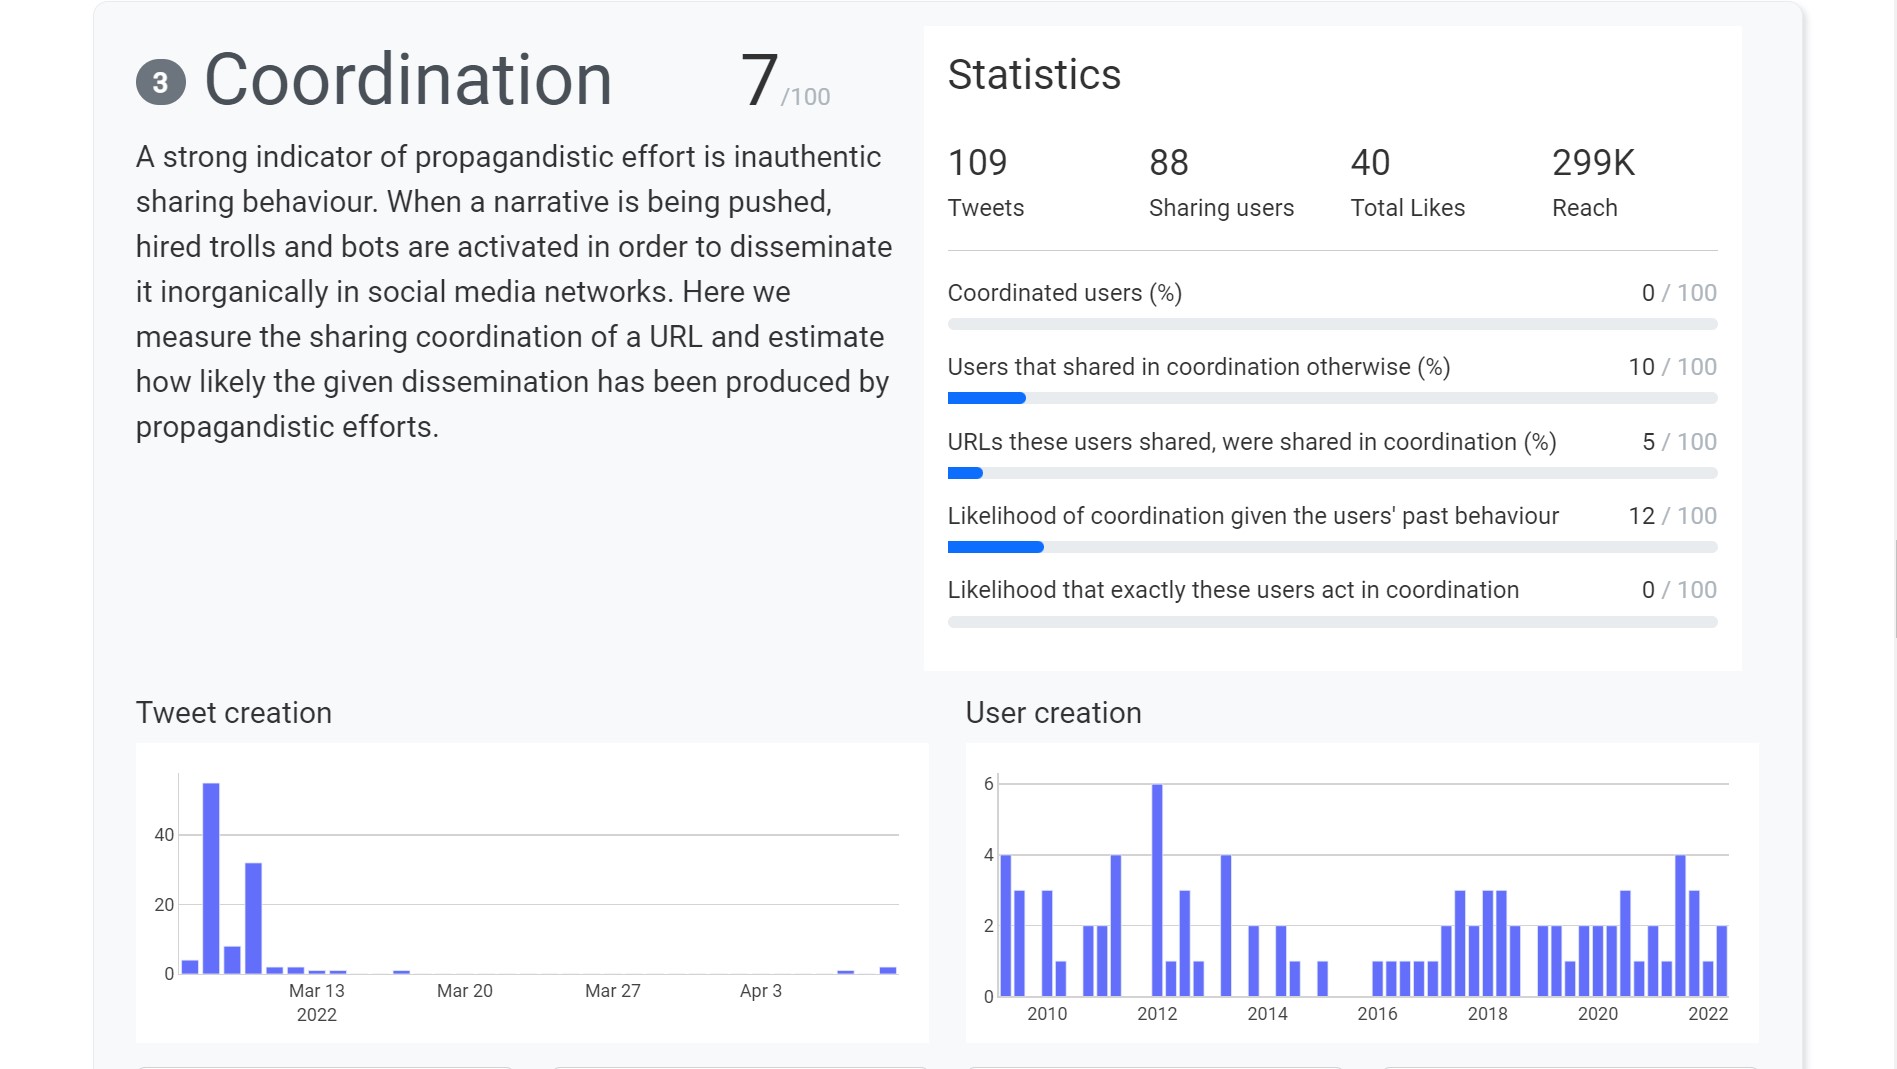 3 Coordination 7 /100
A strong indicator of propagandistic effort is inauthentic
sharing behaviour. When a narrative is being pushed,
hired trolls and bots are activated in order to disseminate
it inorganically in social media networks. Here we
measure the sharing coordination of a URL and estimate
how likely the given dissemination has been produced by
propagandistic efforts.
Statistics
109 88 40 299K
Tweets Sharing users Total Likes Reach
Coordinated users (%) 0 / 100
Users that shared in coordination otherwise (%) 10 / 100
URLs these users shared, were shared in coordination (%) 5 / 100
Likelihood of coordination given the users' past behaviour 12 / 100
Likelihood that exactly these users act in coordination 0 / 100
Tweet creation
40
20
0
Mar 13 Mar 20 Mar 27 Apr 3
2022
User creation
6
4
2
0
2010 2012 2014 2016 2018 2020 2022